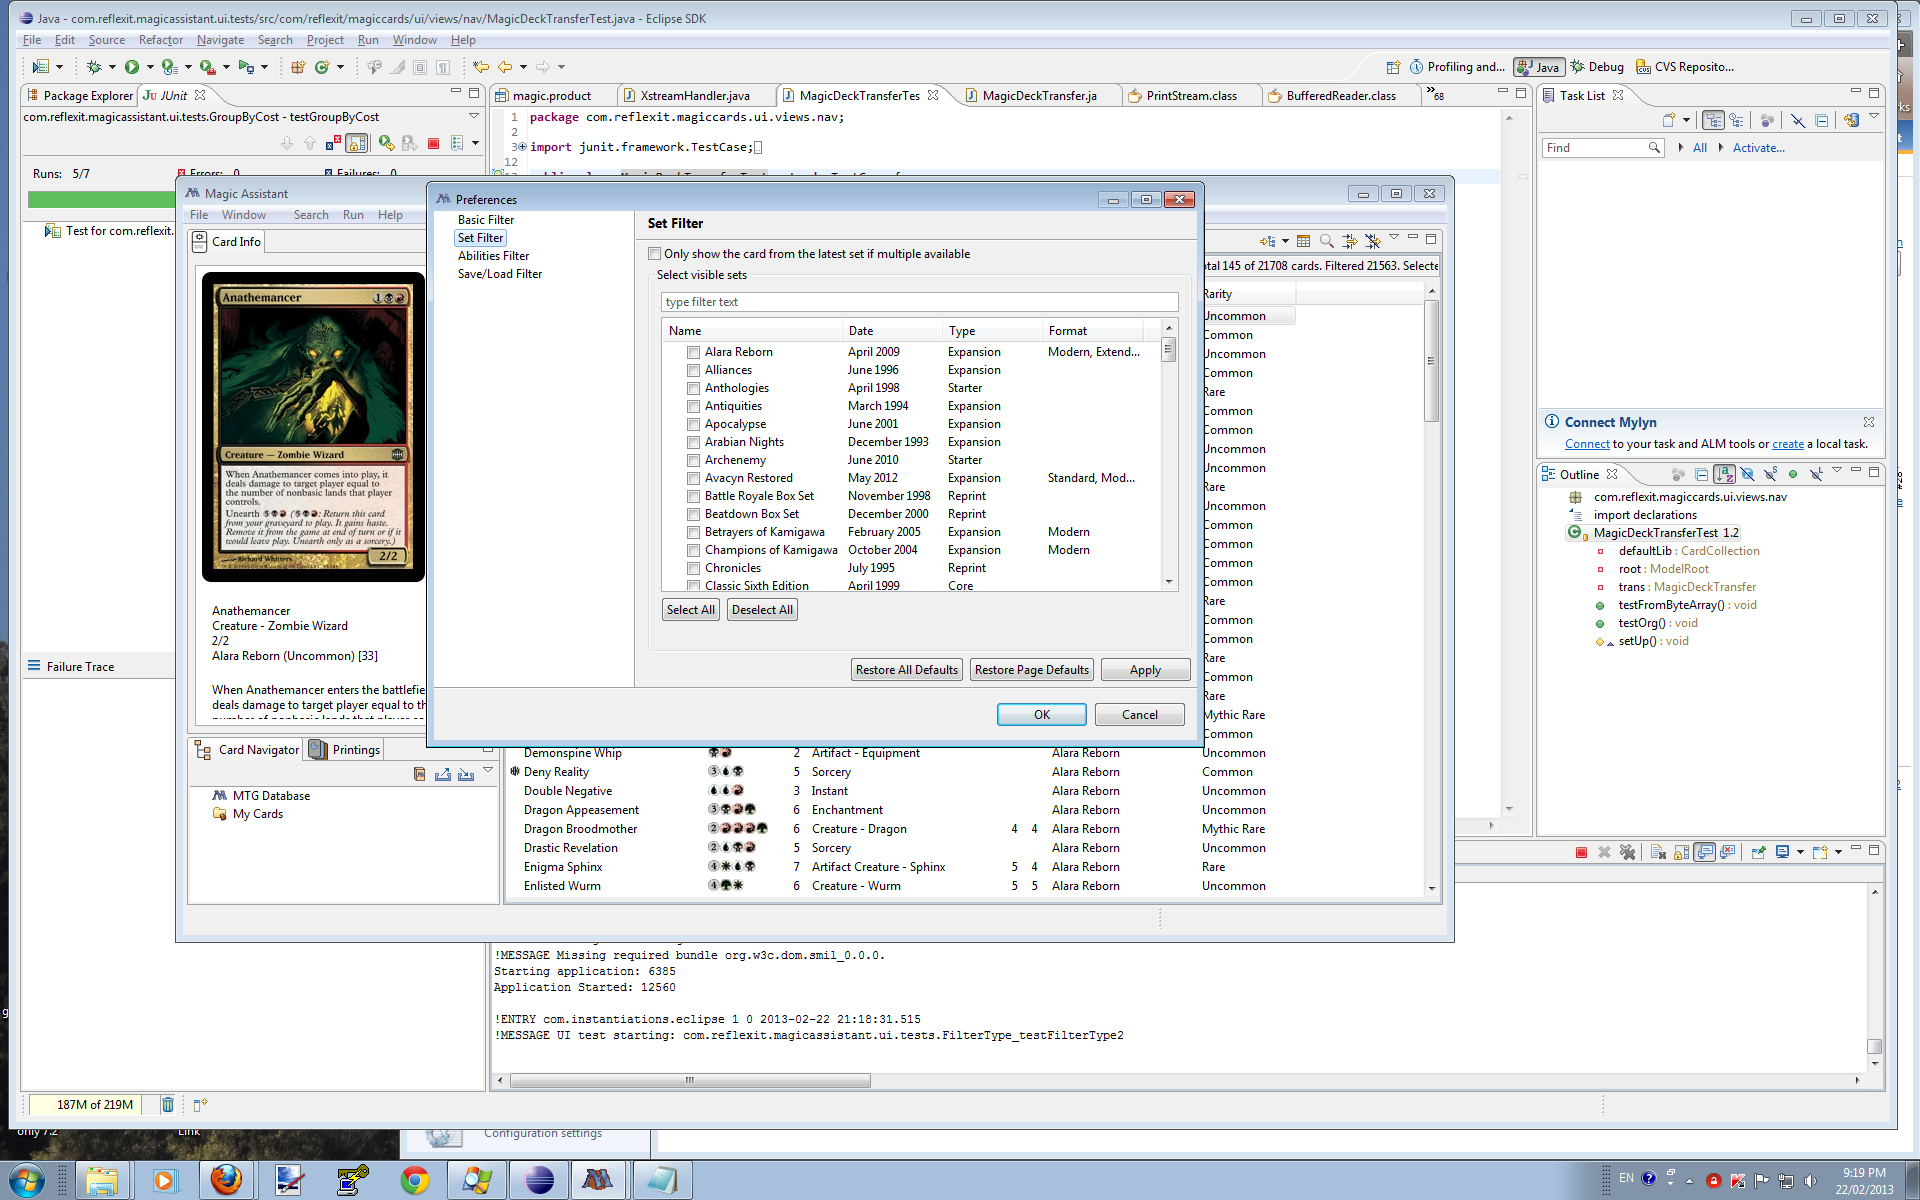 Java - com.reflexit.magicassistant.ui.tests/src/com/reflexit/magiccards/ui/views/nav/MagicDeckTransferTest.java - Eclipse SDK
File Edit Source Refactor Navigate Search Project Run Window Help
Profiling and... Java Debug CVS Reposito...
Package Explorer JUnit
com.reflexit.magicassistant.ui.tests.GroupByCost - testGroupByCost
Runs: 5/7 Errors: 0 Failures: 0
Test for com.reflexit.
Failure Trace
magic.product XstreamHandler.java MagicDeckTransferTes MagicDeckTransfer.ja PrintStream.class BufferedReader.class 68
1 package com.reflexit.magiccards.ui.views.nav;
2
3 import junit.framework.TestCase;
12
Task List
Find All Activate...
Connect Mylyn
Connect to your task and ALM tools or create a local task.
Outline
com.reflexit.magiccards.ui.views.nav
import declarations
MagicDeckTransferTest 1.2
defaultLib : CardCollection
root : ModelRoot
trans : MagicDeckTransfer
testFromByteArray() : void
testOrg() : void
setUp() : void
Magic Assistant
File Window Search Run Help
Card Info
Anathemancer
Creature — Zombie Wizard
When Anathemancer comes into play, it
deals damage to target player equal to
the number of nonbasic lands that player
controls.
Unearth 5 (5 : Return this card
from your graveyard to play. It gains haste.
Remove it from the game at end of turn or if it
would leave play. Unearth only as a sorcery.)
Richard Whitters
2/2
Anathemancer
Creature - Zombie Wizard
2/2
Alara Reborn (Uncommon) [33]
When Anathemancer enters the battlefie
deals damage to target player equal to th
Card Navigator Printings
MTG Database
My Cards
Preferences
Basic Filter
Set Filter
Abilities Filter
Save/Load Filter
Set Filter
Only show the card from the latest set if multiple available
Select visible sets
type filter text
Name Date Type Format
Alara Reborn April 2009 Expansion Modern, Extend...
Alliances June 1996 Expansion
Anthologies April 1998 Starter
Antiquities March 1994 Expansion
Apocalypse June 2001 Expansion
Arabian Nights December 1993 Expansion
Archenemy June 2010 Starter
Avacyn Restored May 2012 Expansion Standard, Mod...
Battle Royale Box Set November 1998 Reprint
Beatdown Box Set December 2000 Reprint
Betrayers of Kamigawa February 2005 Expansion Modern
Champions of Kamigawa October 2004 Expansion Modern
Chronicles July 1995 Reprint
Classic Sixth Edition April 1999 Core
Select All Deselect All
Restore All Defaults Restore Page Defaults Apply
OK Cancel
tal 145 of 21708 cards. Filtered 21563. Selecte
Rarity
Uncommon
Common
Uncommon
Common
Rare
Common
Common
Uncommon
Uncommon
Rare
Uncommon
Common
Common
Common
Common
Rare
Common
Common
Rare
Common
Rare
Mythic Rare
Common
Demonspine Whip 2 Artifact - Equipment Alara Reborn Uncommon
Deny Reality 3 5 Sorcery Alara Reborn Common
Double Negative 3 Instant Alara Reborn Uncommon
Dragon Appeasement 3 6 Enchantment Alara Reborn Uncommon
Dragon Broodmother 2 6 Creature - Dragon 4 4 Alara Reborn Mythic Rare
Drastic Revelation 2 5 Sorcery Alara Reborn Uncommon
Enigma Sphinx 4 7 Artifact Creature - Sphinx 5 4 Alara Reborn Rare
Enlisted Wurm 4 6 Creature - Wurm 5 5 Alara Reborn Uncommon
!MESSAGE Missing required bundle org.w3c.dom.smil_0.0.0.
Starting application: 6385
Application Started: 12560
!ENTRY com.instantiations.eclipse 1 0 2013-02-22 21:18:31.515
!MESSAGE UI test starting: com.reflexit.magicassistant.ui.tests.FilterType_testFilterType2
187M of 219M
only 7.2 Link
Configuration settings
EN
9:19 PM
22/02/2013